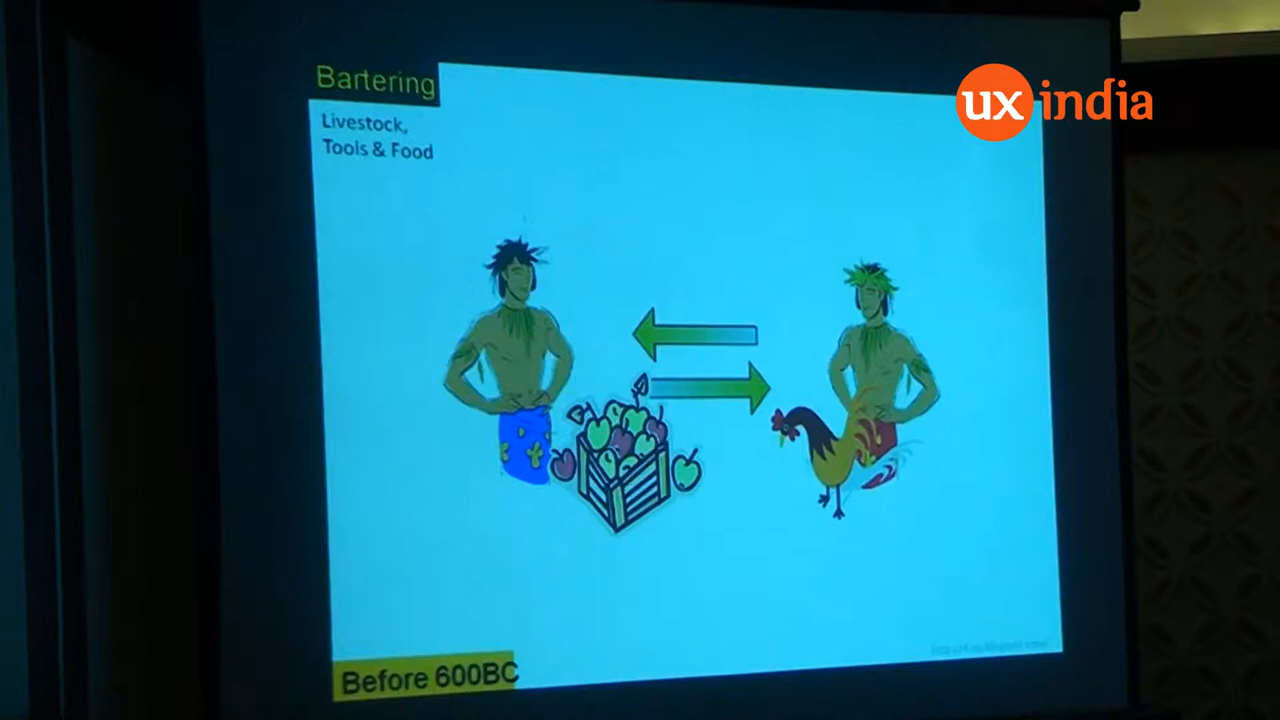 Bartering
ux india
Livestock,
Tools & Food
Before 600BC